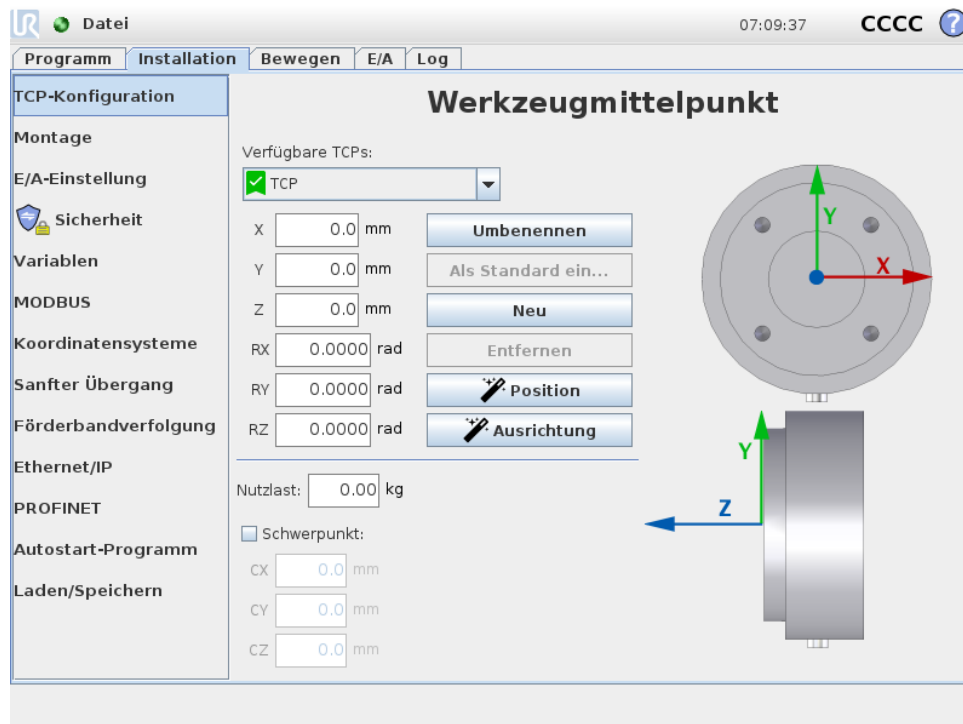 UR Datei 07:09:37 CCCC ?
Programm Installation Bewegen E/A Log
TCP-Konfiguration
Montage
E/A-Einstellung
Sicherheit
Variablen
MODBUS
Koordinatensysteme
Sanfter Übergang
Förderbandverfolgung
Ethernet/IP
PROFINET
Autostart-Programm
Laden/Speichern
Werkzeugmittelpunkt
Verfügbare TCPs:
TCP
X 0.0 mm Umbenennen
Y 0.0 mm Als Standard ein...
Z 0.0 mm Neu
RX 0.0000 rad Entfernen
RY 0.0000 rad Position
RZ 0.0000 rad Ausrichtung
Nutzlast: 0.00 kg
Schwerpunkt:
CX 0.0 mm
CY 0.0 mm
CZ 0.0 mm
Y
X
Y
Z